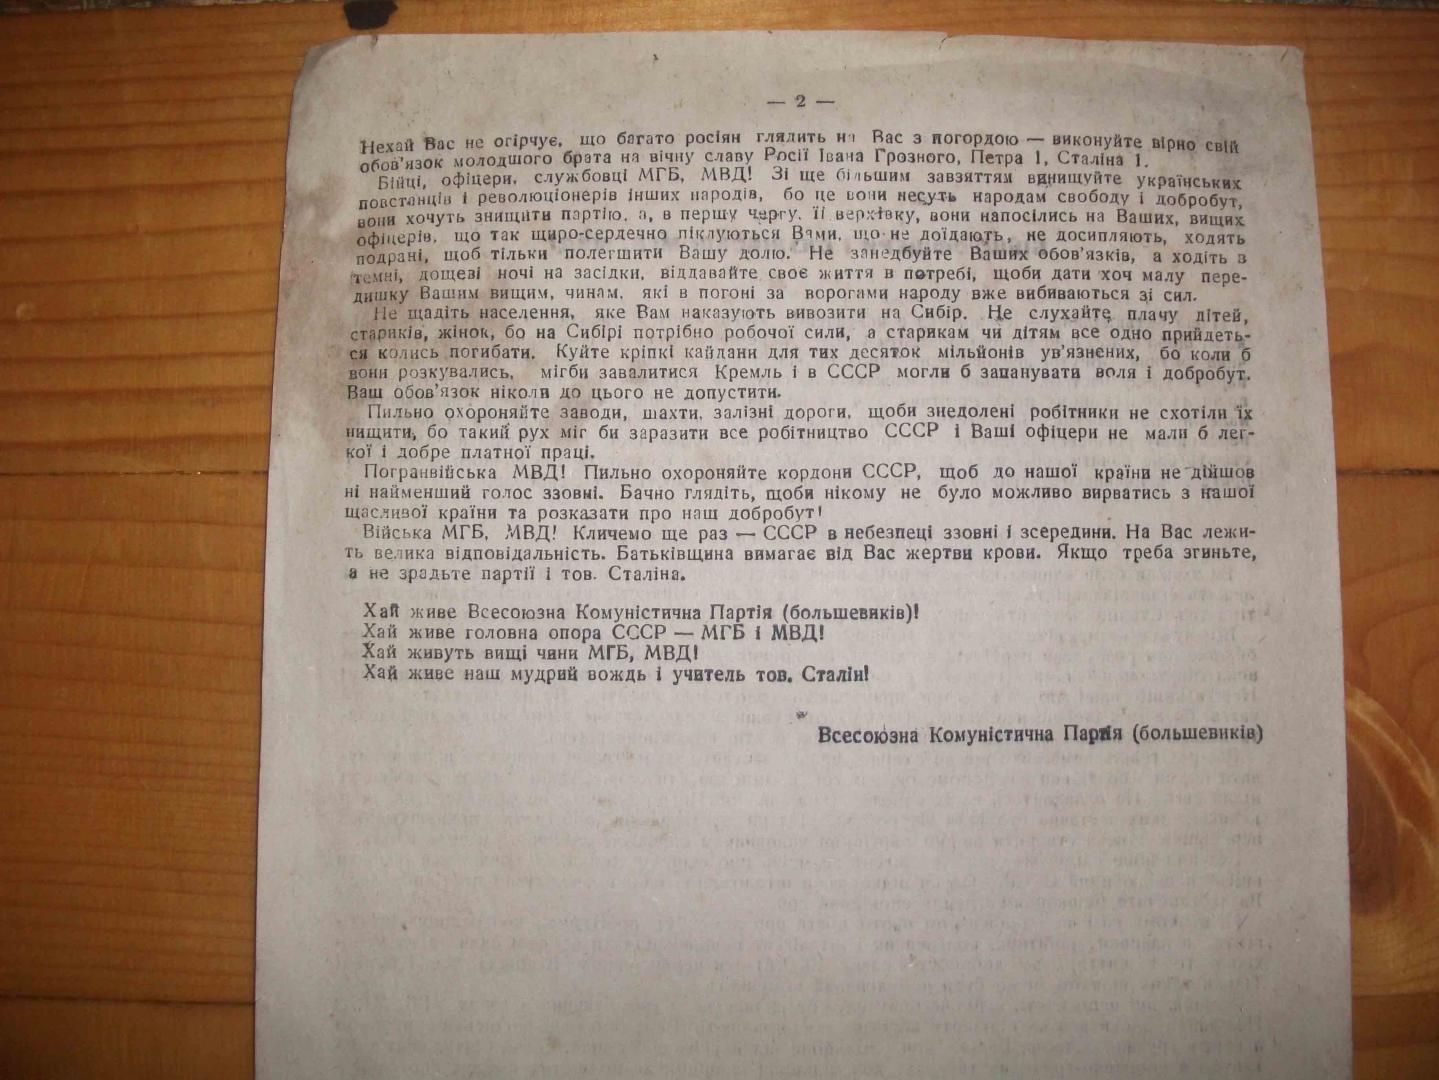 — 2 —
Нехай Вас не огірчує, що багато росіян глядить на Вас з погордою — виконуйте вірно свій
обов’язок молодшого брата на вічну славу Росії Івана Грозного, Петра 1, Сталіна 1.
Бійці, офіцери, службовці МГБ, МВД! Зі ще більшим завзяттям винищуйте українських
повстанців і революціонерів інших народів, бо це вони несуть народам свободу і добробут,
вони хочуть знищити партію, а, в першу чергу, її верхівку, вони напосілись на Ваших, вищих
офіцерів, що так щиро-сердечно піклуються Вами, що не доїдають, не досипляють, ходять
подрані, щоб тільки полегшити Вашу долю. Не занедбуйте Ваших обов’язків, а ходіть в
темні, дощеві ночі на засідки, віддавайте своє життя в потребі, щоби дати хоч малу пере-
дишку Вашим вищим, чинам, які в погоні за ворогами народу вже вибиваються зі сил.
Не щадіть населення, яке Вам наказують вивозити на Сибір. Не слухайте плачу дітей,
стариків, жінок, бо на Сибірі потрібно робочої сили, а старикам чи дітям все одно прийдеть-
ся колись погибати. Куйте кріпкі кайдани для тих десяток мільйонів ув’язнених, бо коли б
вони розкувались, мігби завалитися Кремль і в СССР могли б запанувати воля і добробут.
Ваш обов’язок ніколи до цього не допустити.
Пильно охороняйте заводи, шахти, залізні дороги, щоби знедолені робітники не схотіли їх
нищити, бо такий рух міг би заразити все робітництво СССР і Ваші офіцери не мали б лег-
кої і добре платної праці.
Погранвійська МВД! Пильно охороняйте кордони СССР, щоб до нашої країни не дійшов
ні найменший голос ззовні. Бачно глядіть, щоби нікому не було можливо вирватись з нашої
щасливої країни та розказати про наш добробут!
Війська МГБ, МВД! Кличемо ще раз — СССР в небезпеці ззовні і зсередини. На Вас лежи-
ть велика відповідальність. Батьківщина вимагає від Вас жертви крови. Якщо треба згиньте,
а не зрадьте партії і тов. Сталіна.
Хай живе Всесоюзна Комуністична Партія (большевиків)!
Хай живе головна опора СССР — МГБ і МВД!
Хай живуть вищі чини МГБ, МВД!
Хай живе наш мудрий вождь і учитель тов. Сталін!
Всесоюзна Комуністична Партія (большевиків)